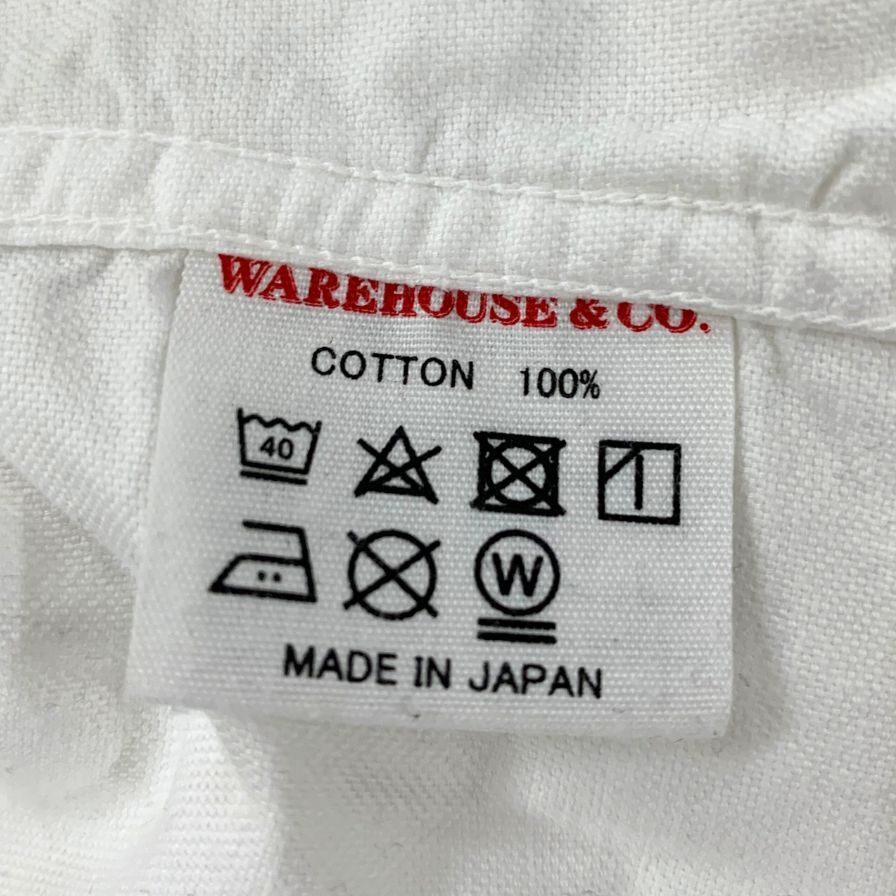 WAREHOUSE & CO.
COTTON 100%
40
W
MADE IN JAPAN